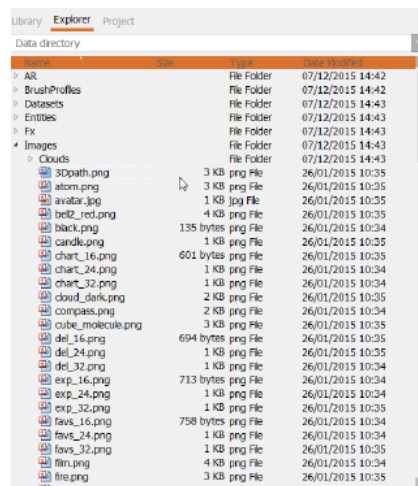 Library Explorer Project
Data directory
Name Size Type Date Modified
AR File Folder 07/12/2015 14:42
BrushProfiles File Folder 07/12/2015 14:42
Datasets File Folder 07/12/2015 14:43
Entities File Folder 07/12/2015 14:43
Fx File Folder 07/12/2015 14:43
Images File Folder 07/12/2015 14:43
Clouds File Folder 07/12/2015 14:43
3Dpath.png 3 KB png File 26/01/2015 10:35
atom.png 3 KB png File 26/01/2015 10:35
avatar.jpg 1 KB jpg File 26/01/2015 10:35
bell2_red.png 4 KB png File 26/01/2015 10:35
black.png 135 bytes png File 26/01/2015 10:34
candle.png 1 KB png File 26/01/2015 10:35
chart_16.png 601 bytes png File 26/01/2015 10:35
chart_24.png 1 KB png File 26/01/2015 10:34
chart_32.png 1 KB png File 26/01/2015 10:34
cloud_dark.png 2 KB png File 26/01/2015 10:35
compass.png 2 KB png File 26/01/2015 10:34
cube_molecule.png 3 KB png File 26/01/2015 10:35
del_16.png 694 bytes png File 26/01/2015 10:35
del_24.png 1 KB png File 26/01/2015 10:35
del_32.png 1 KB png File 26/01/2015 10:34
exp_16.png 713 bytes png File 26/01/2015 10:34
exp_24.png 1 KB png File 26/01/2015 10:34
exp_32.png 1 KB png File 26/01/2015 10:35
favs_16.png 758 bytes png File 26/01/2015 10:34
favs_24.png 1 KB png File 26/01/2015 10:34
favs_32.png 1 KB png File 26/01/2015 10:35
film.png 4 KB png File 26/01/2015 10:34
fire.png 3 KB png File 26/01/2015 10:35